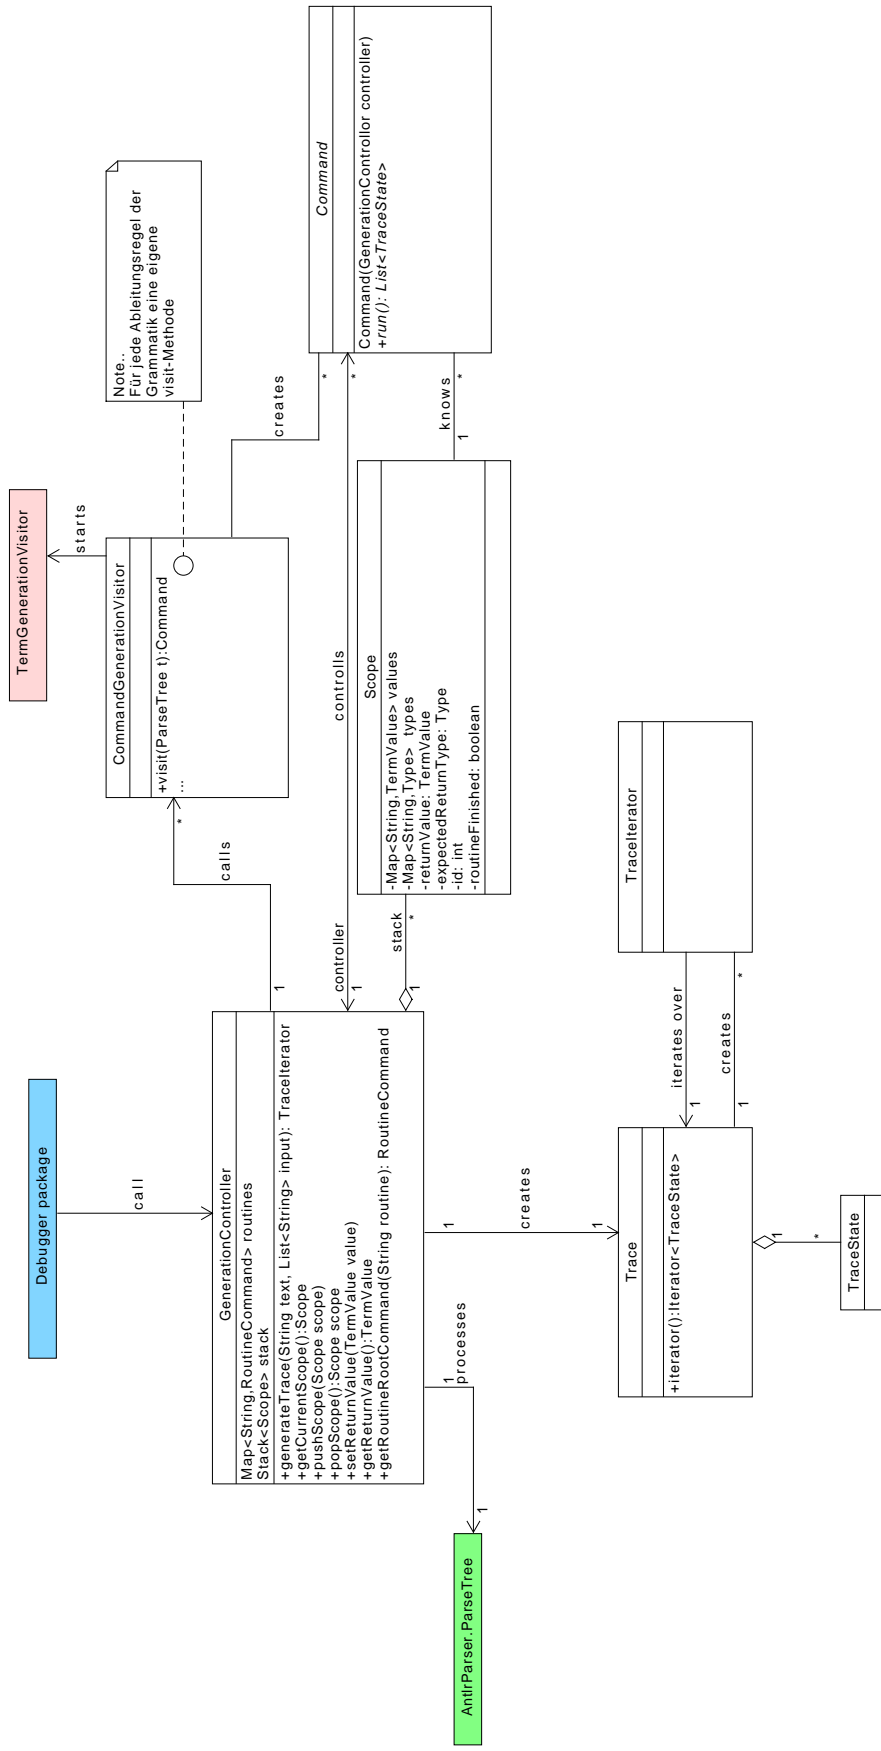 Debugger package
TermGenerationVisitor
call
starts
Note..
Für jede Ableitungsregel der
Grammatik eine eigene
visit-Methode
AntlrParser.ParseTree
1
processes
1
GenerationController
Map<String,RoutineCommand> routines
Stack<Scope> stack
+generateTrace(String text, List<String> input): TraceIterator
+getCurrentScope():Scope
+pushScope(Scope scope)
+popScope():Scope scope
+setReturnValue(TermValue value)
+getReturnValue():TermValue
+getRoutineRootCommand(String routine): RoutineCommand
1
calls
*
CommandGenerationVisitor
+visit(ParseTree t):Command
...
creates
*
Command
Command(GenerationControllor controller)
+run(): List<TraceState>
controller
1
controlls
*
stack
1
*
Scope
-Map<String,TermValue> values
-Map<String,Type> types
-returnValue: TermValue
-expectedReturnType: Type
-id: int
-routineFinished: boolean
knows
1
*
1
creates
1
Trace
+iterator():Iterator<TraceState>
iterates over
1
creates
1
*
TraceIterator
1
*
TraceState